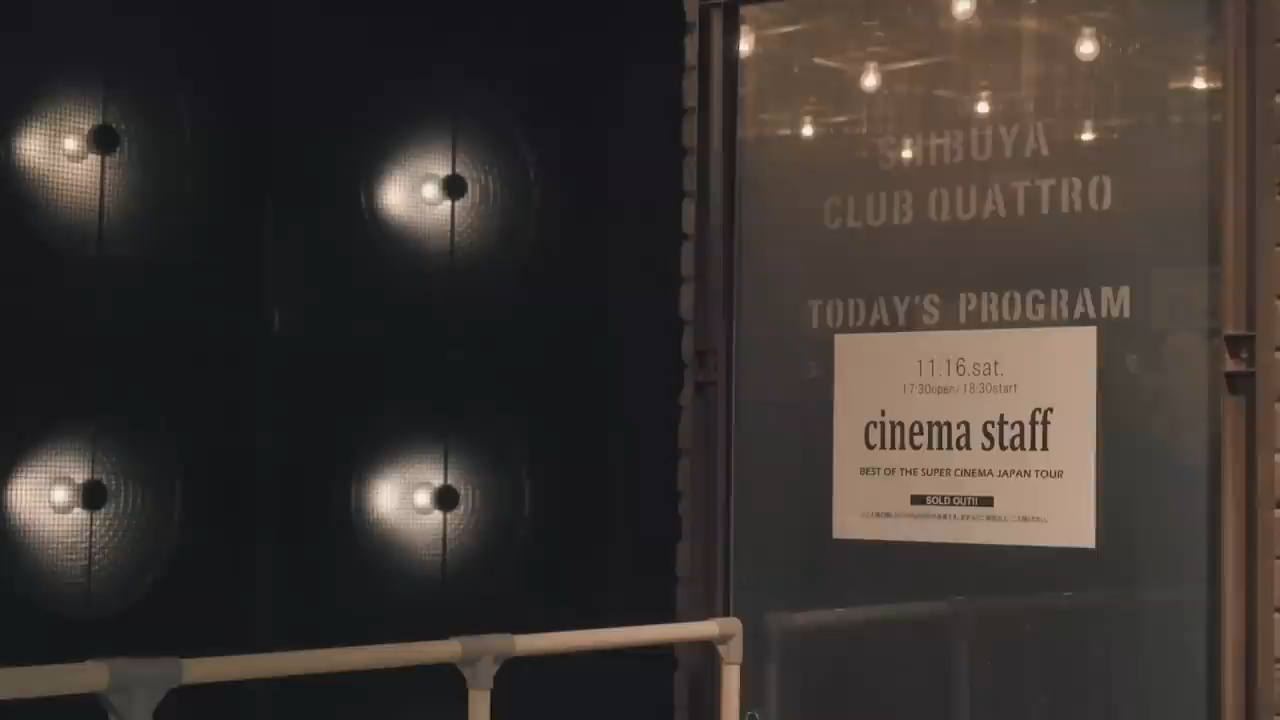 SHIBUYA
CLUB QUATTRO
TODAY'S PROGRAM
11.16.sat.
17:30open/18:30start
cinema staff
BEST OF THE SUPER CINEMA JAPAN TOUR
SOLD OUT!!